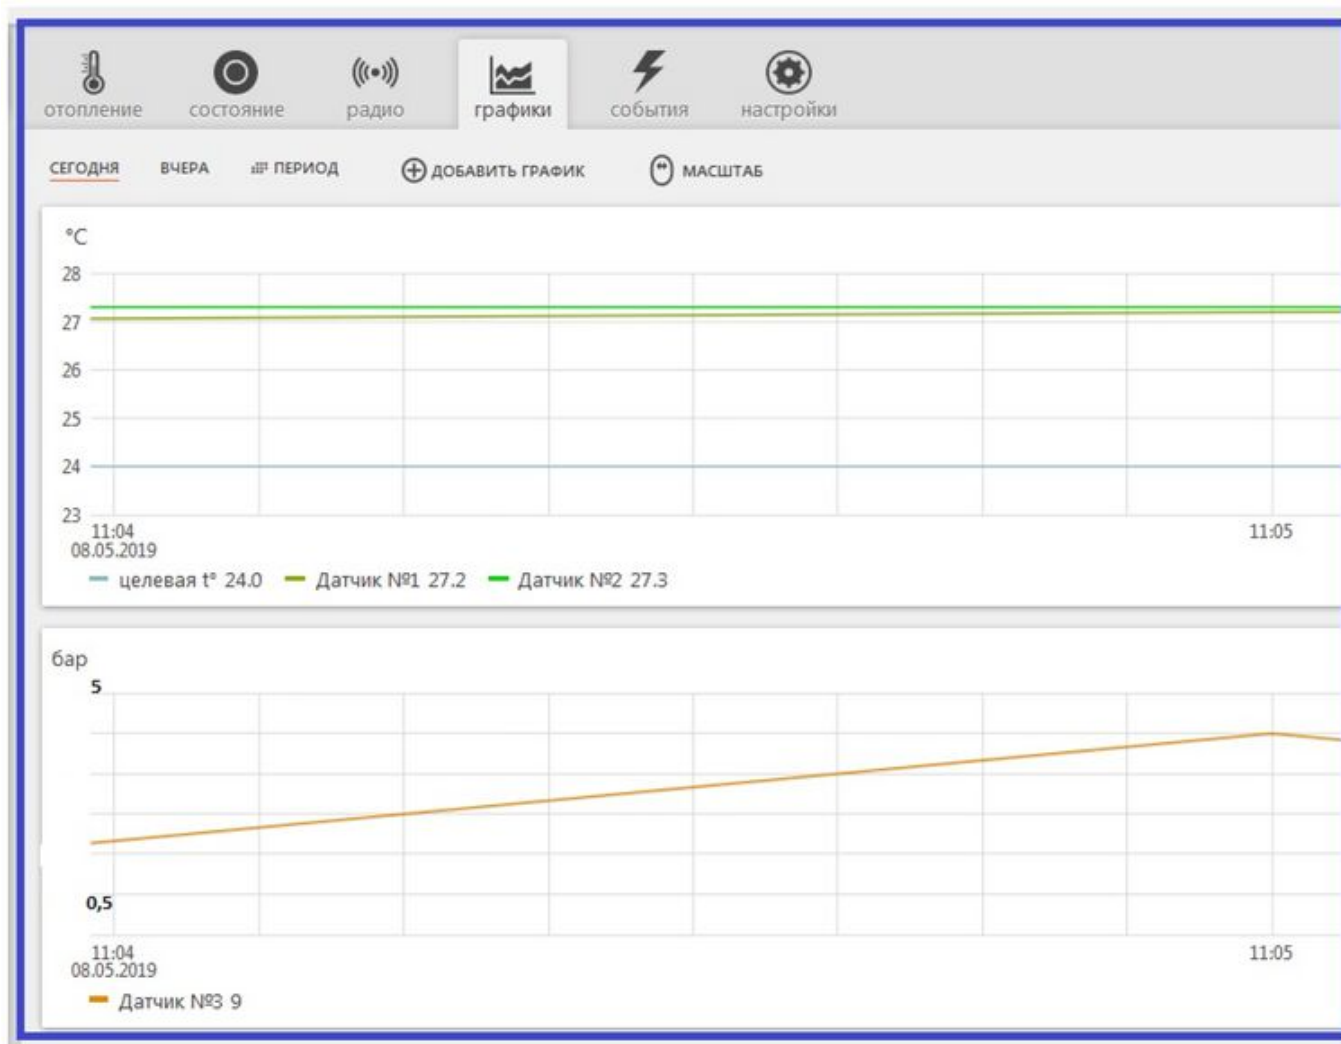 отопление состояние радио графики события настройки
СЕГОДНЯ ВЧЕРА ПЕРИОД ДОБАВИТЬ ГРАФИК МАСШТАБ
°C
28
27
26
25
24
23
11:04 11:05
08.05.2019
целевая t° 24.0 Датчик №1 27.2 Датчик №2 27.3
бар
5
0,5
11:04 11:05
08.05.2019
Датчик №3 9